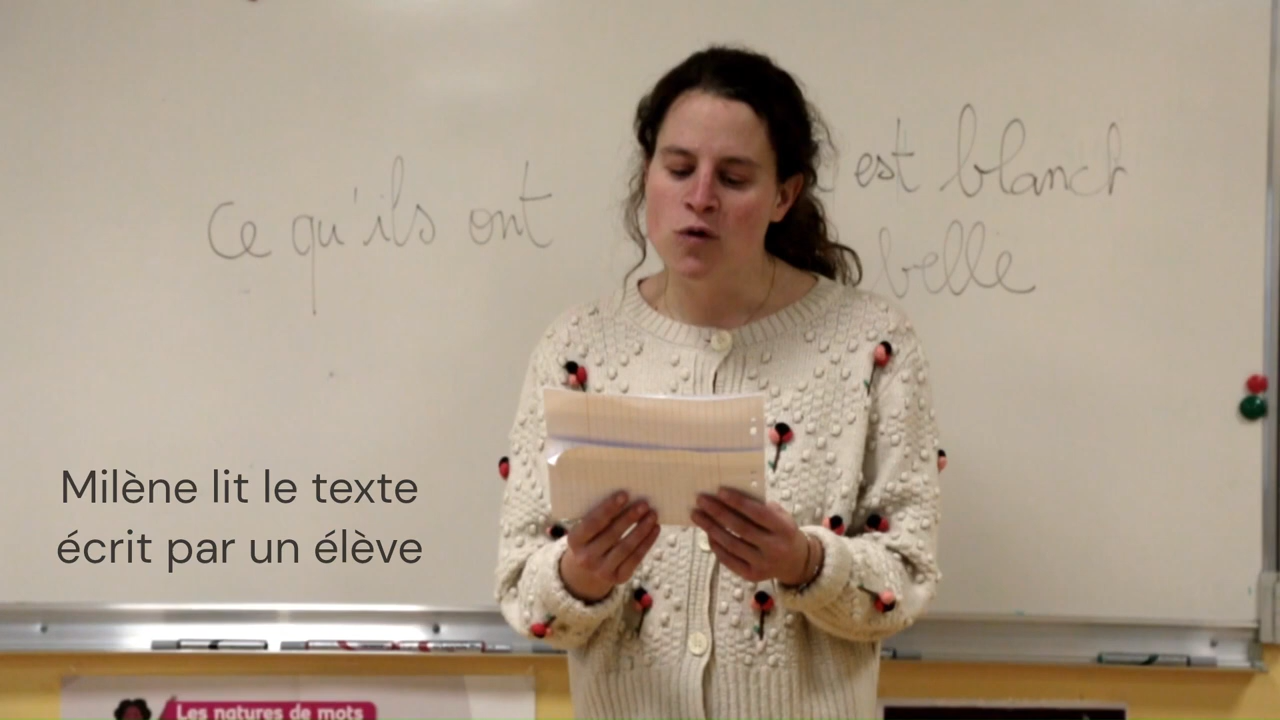 ce qu'ils ont
est blanch
belle
Milène lit le texte
écrit par un élève
Les natures de mots